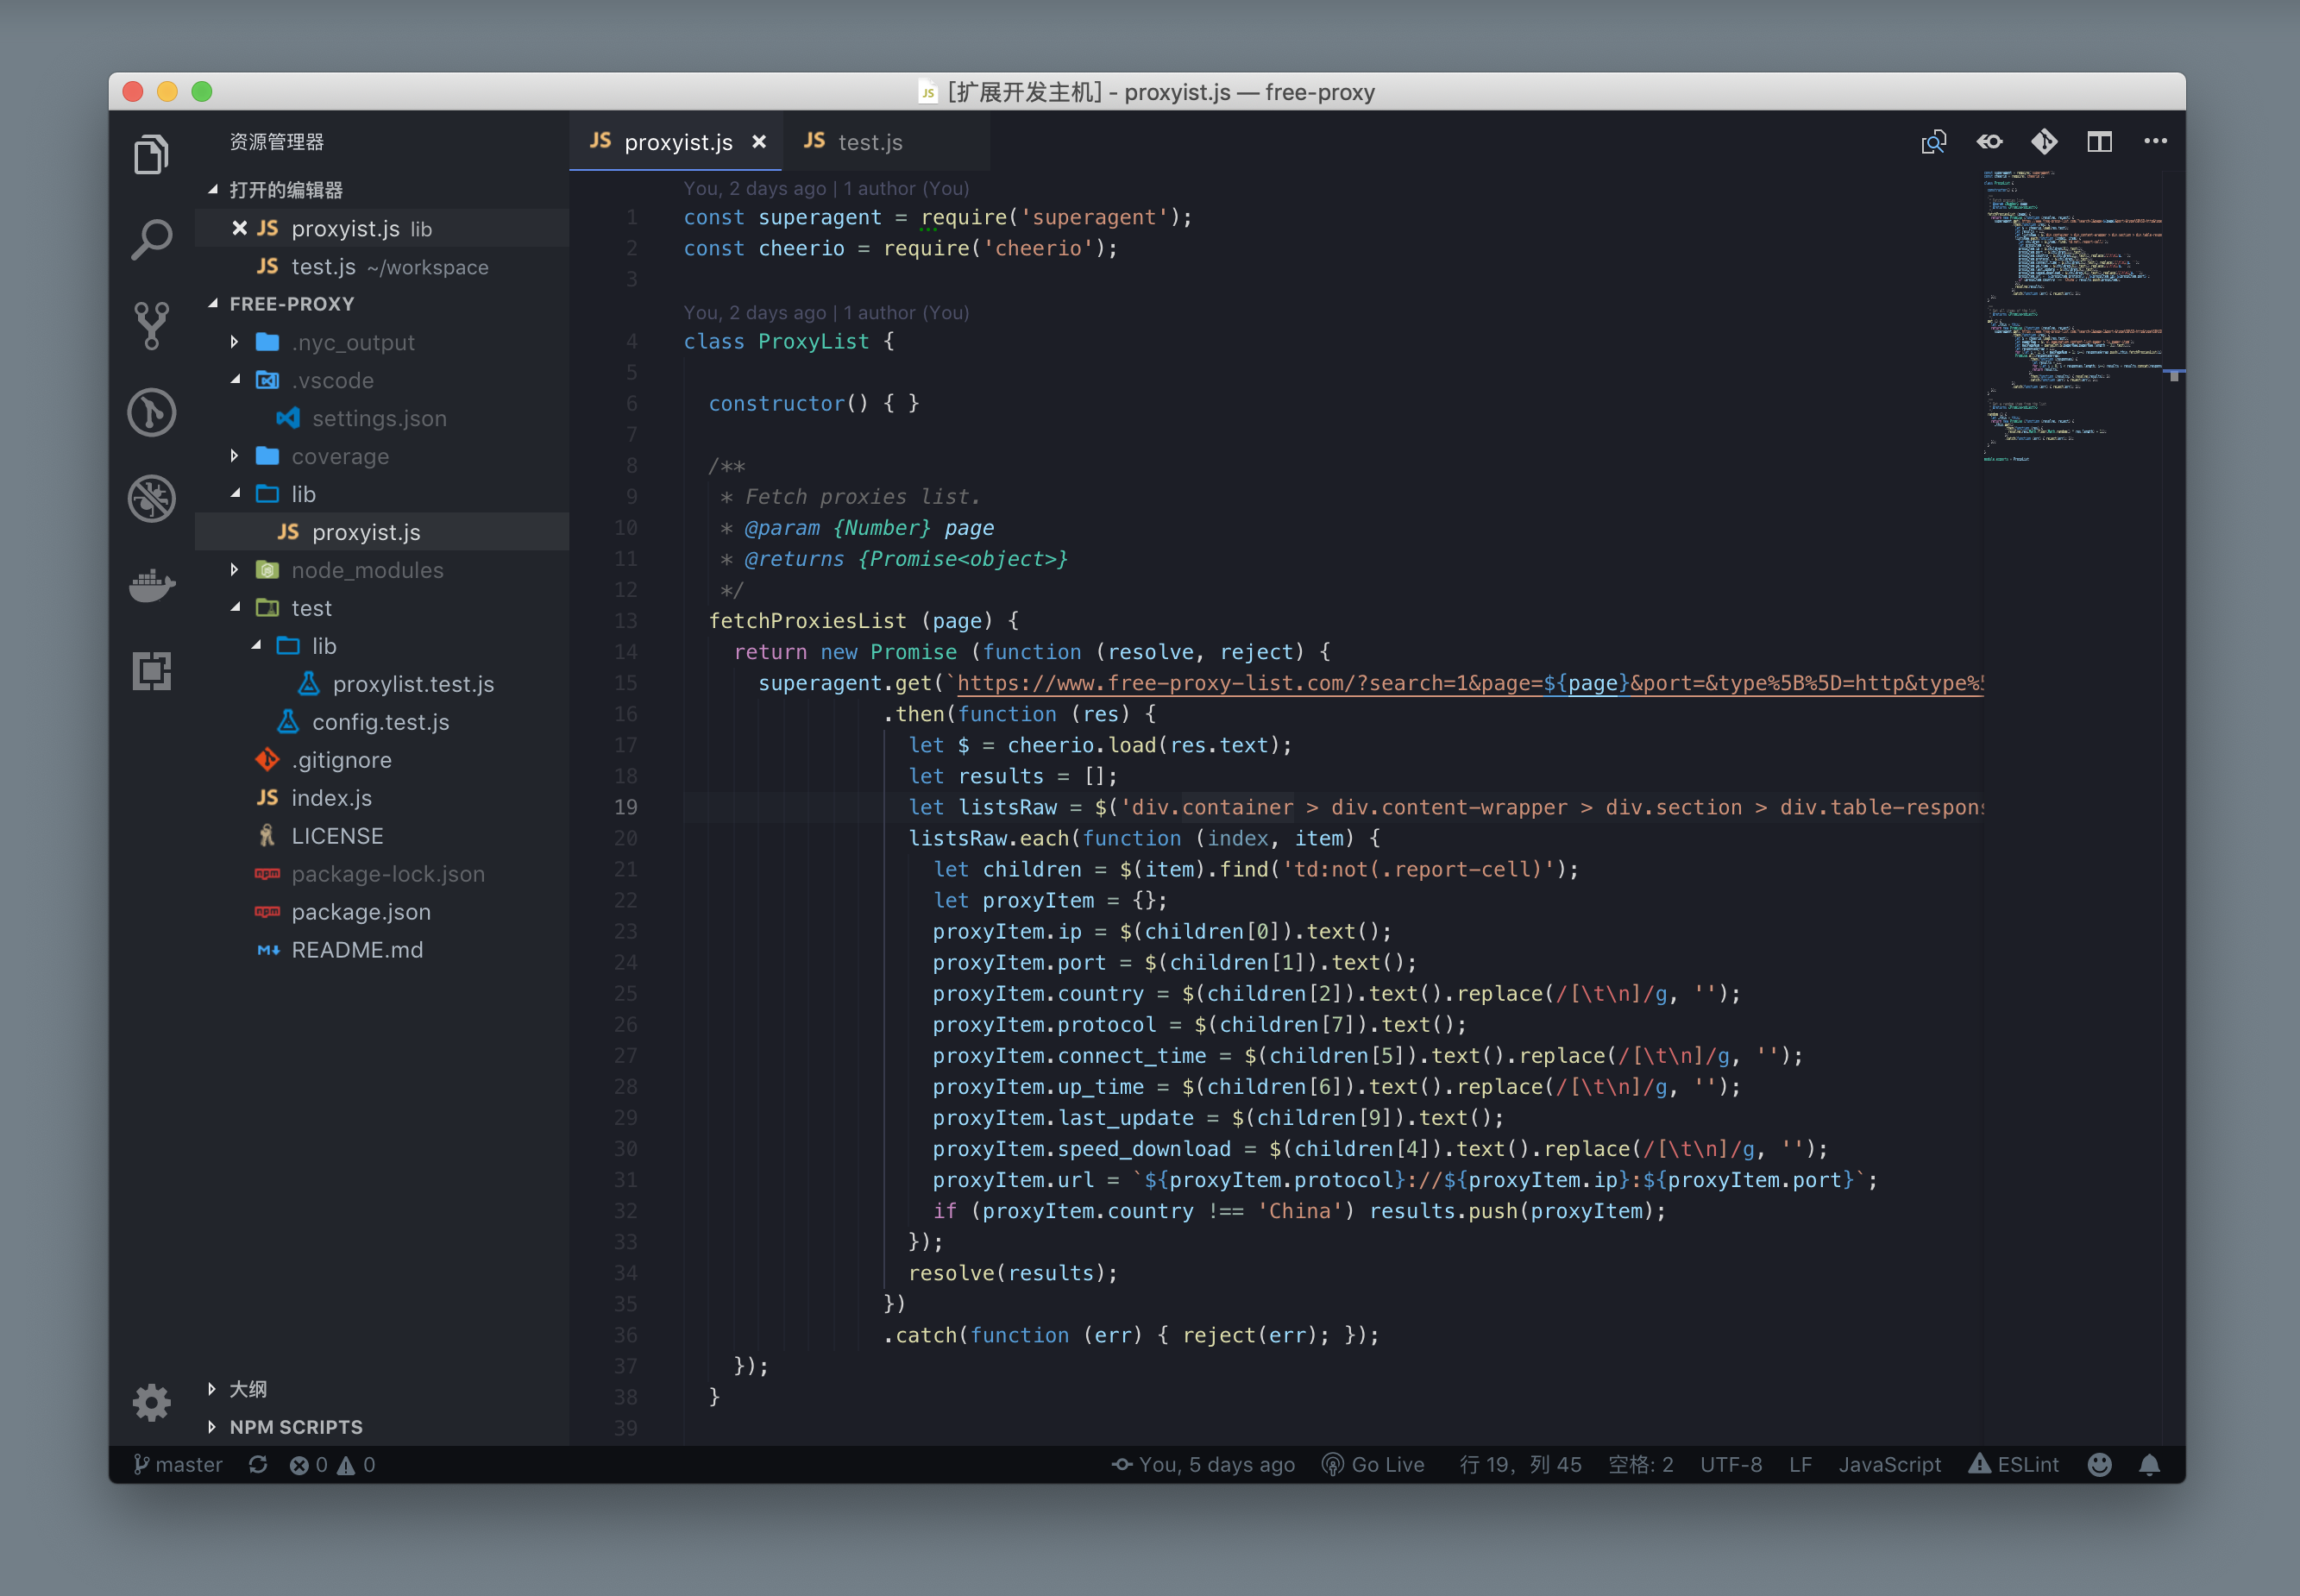 [扩展开发主机] - proxyist.js — free-proxy
资源管理器
打开的编辑器
proxyist.js lib
test.js ~/workspace
FREE-PROXY
.nyc_output
.vscode
settings.json
coverage
lib
proxyist.js
node_modules
test
lib
proxylist.test.js
config.test.js
.gitignore
index.js
LICENSE
package-lock.json
package.json
README.md
大纲
NPM SCRIPTS
JS proxyist.js
JS test.js
You, 2 days ago | 1 author (You)
1 const superagent = require('superagent');
2 const cheerio = require('cheerio');
3
You, 2 days ago | 1 author (You)
4 class ProxyList {
5
6 constructor() { }
7
8 /**
9 * Fetch proxies list.
10 * @param {Number} page
11 * @returns {Promise<object>}
12 */
13 fetchProxiesList (page) {
14 return new Promise (function (resolve, reject) {
15 superagent.get(`https://www.free-proxy-list.com/?search=1&page=${page}&port=&type%5B%5D=http&type%
16 .then(function (res) {
17 let $ = cheerio.load(res.text);
18 let results = [];
19 let listsRaw = $('div.container > div.content-wrapper > div.section > div.table-respon
20 listsRaw.each(function (index, item) {
21 let children = $(item).find('td:not(.report-cell)');
22 let proxyItem = {};
23 proxyItem.ip = $(children[0]).text();
24 proxyItem.port = $(children[1]).text();
25 proxyItem.country = $(children[2]).text().replace(/[\t\n]/g, '');
26 proxyItem.protocol = $(children[7]).text();
27 proxyItem.connect_time = $(children[5]).text().replace(/[\t\n]/g, '');
28 proxyItem.up_time = $(children[6]).text().replace(/[\t\n]/g, '');
29 proxyItem.last_update = $(children[9]).text();
30 proxyItem.speed_download = $(children[4]).text().replace(/[\t\n]/g, '');
31 proxyItem.url = `${proxyItem.protocol}://${proxyItem.ip}:${proxyItem.port}`;
32 if (proxyItem.country !== 'China') results.push(proxyItem);
33 });
34 resolve(results);
35 })
36 .catch(function (err) { reject(err); });
37 });
38 }
39
master 0 0 You, 5 days ago Go Live 行 19，列 45 空格: 2 UTF-8 LF JavaScript ESLint